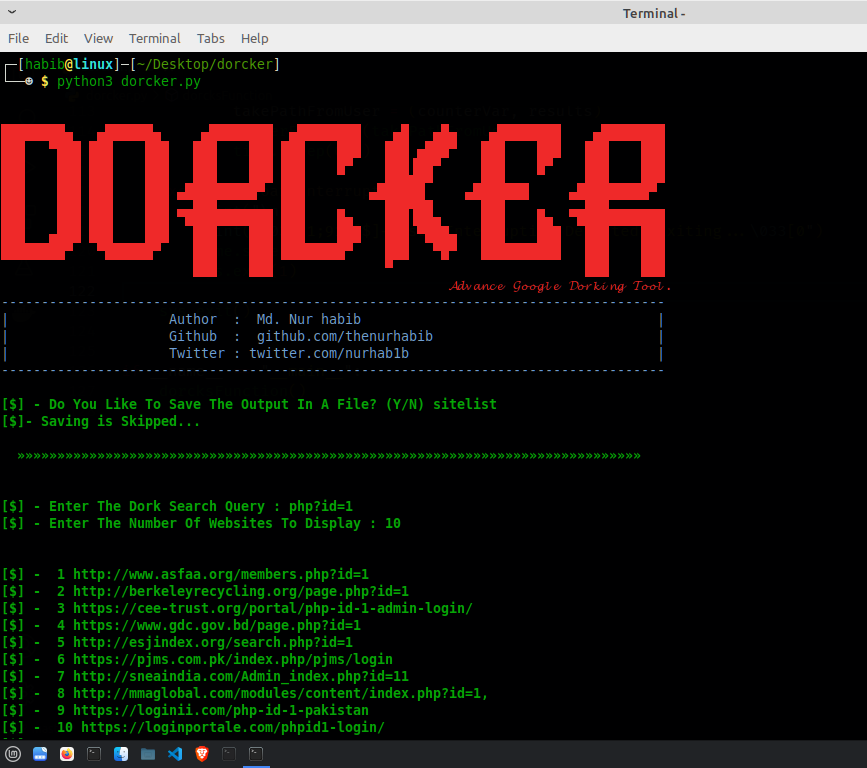 Terminal -
File Edit View Terminal Tabs Help
┌─[habib@linux]─[~/Desktop/dorcker]
└──☻ $ python3 dorcker.py
DORCKER
Advance Google Dorking Tool.
-----------------------------------------------------------------------------------
| Author : Md. Nur habib |
| Github : github.com/thenurhabib |
| Twitter : twitter.com/nurhab1b |
-----------------------------------------------------------------------------------
[$] - Do You Like To Save The Output In A File? (Y/N) sitelist
[$]- Saving is Skipped...
»»»»»»»»»»»»»»»»»»»»»»»»»»»»»»»»»»»»»»»»»»»»»»»»»»»»»»»»»»»»»»»»»»»»»»»»»»»»»»
[$] - Enter The Dork Search Query : php?id=1
[$] - Enter The Number Of Websites To Display : 10
[$] - 1 http://www.asfaa.org/members.php?id=1
[$] - 2 http://berkeleyrecycling.org/page.php?id=1
[$] - 3 https://cee-trust.org/portal/php-id-1-admin-login/
[$] - 4 https://www.gdc.gov.bd/page.php?id=1
[$] - 5 http://esjindex.org/search.php?id=1
[$] - 6 https://pjms.com.pk/index.php/pjms/login
[$] - 7 http://sneaindia.com/Admin_index.php?id=11
[$] - 8 http://mmaglobal.com/modules/content/index.php?id=1,
[$] - 9 https://loginii.com/php-id-1-pakistan
[$] - 10 https://loginportale.com/phpid1-login/